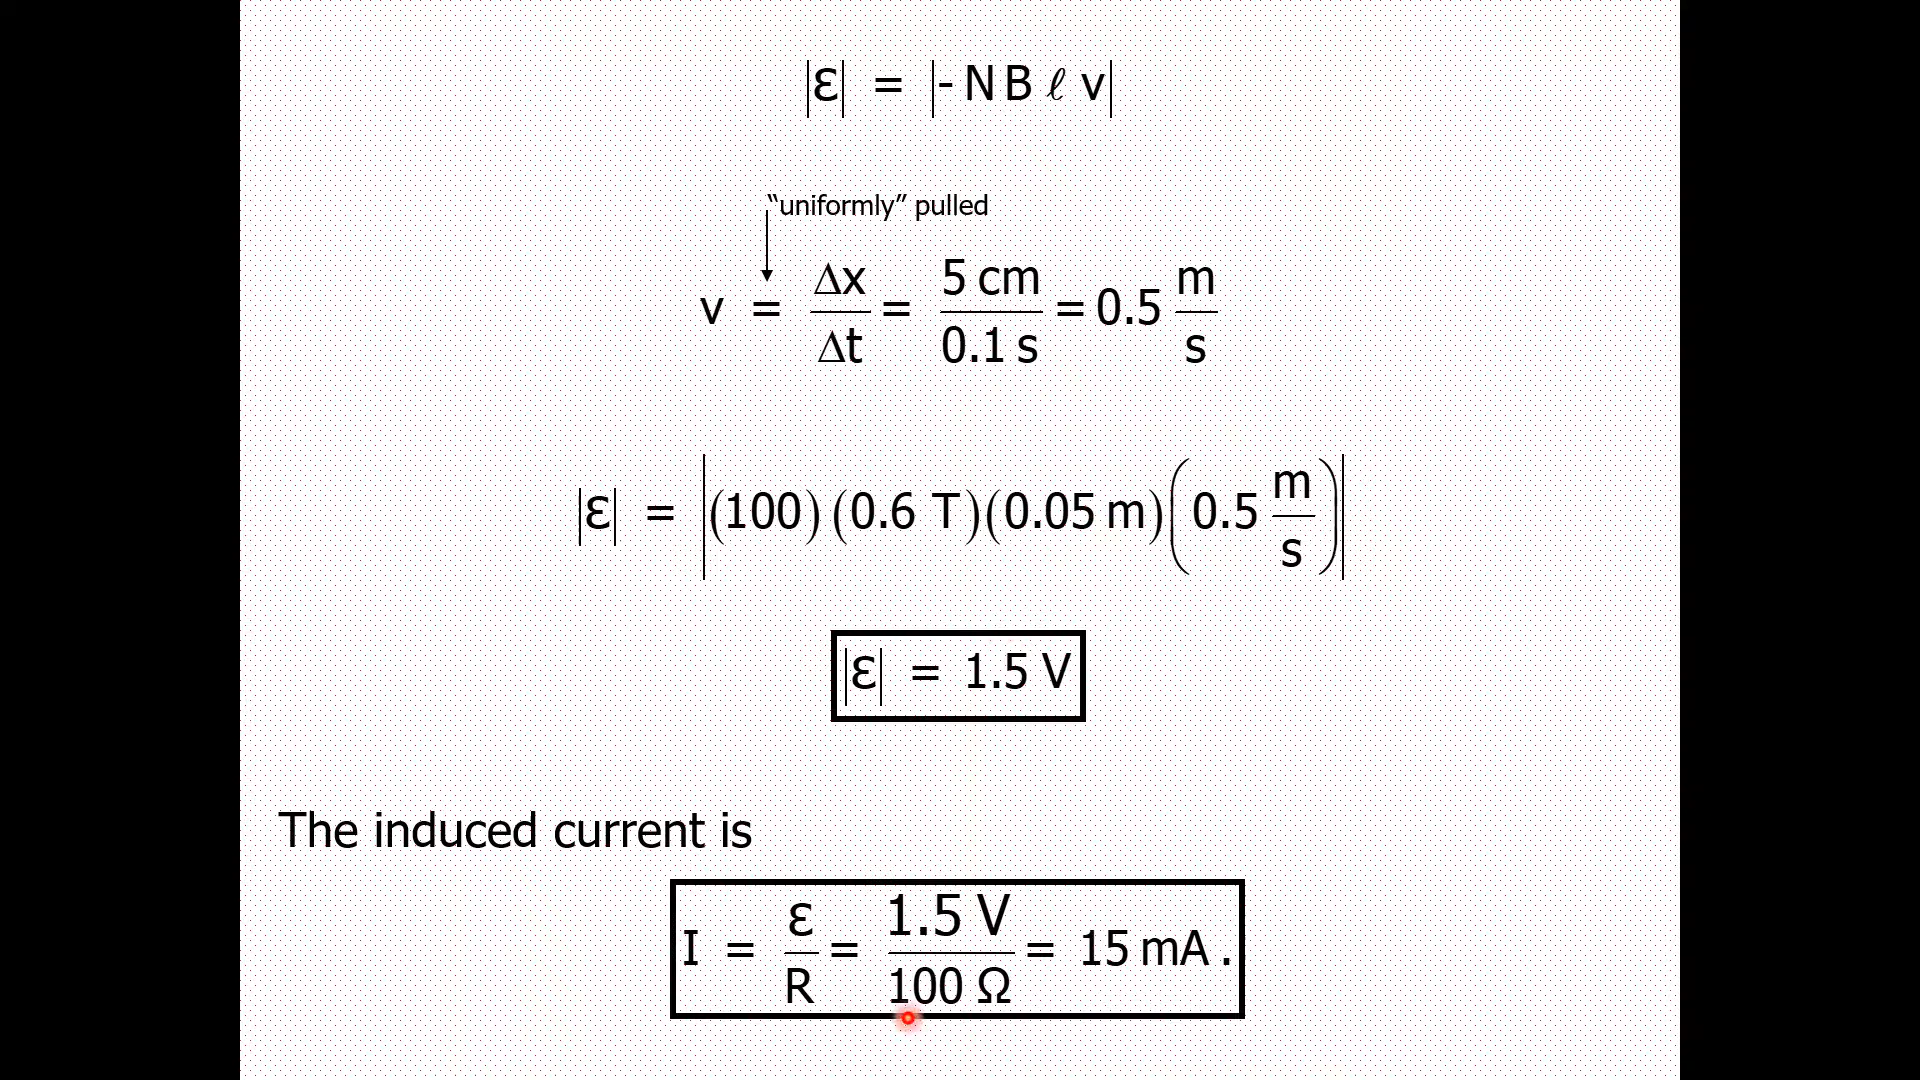 |Ɛ| = |- N B ℓ v|
“uniformly” pulled
v = Δx/Δt = 5 cm/0.1 s = 0.5 m/s
|Ɛ| = |(100)(0.6 T)(0.05 m)(0.5 m/s)|
|Ɛ| = 1.5 V
The induced current is
I = Ɛ/R = 1.5 V/100 Ω = 15 mA .